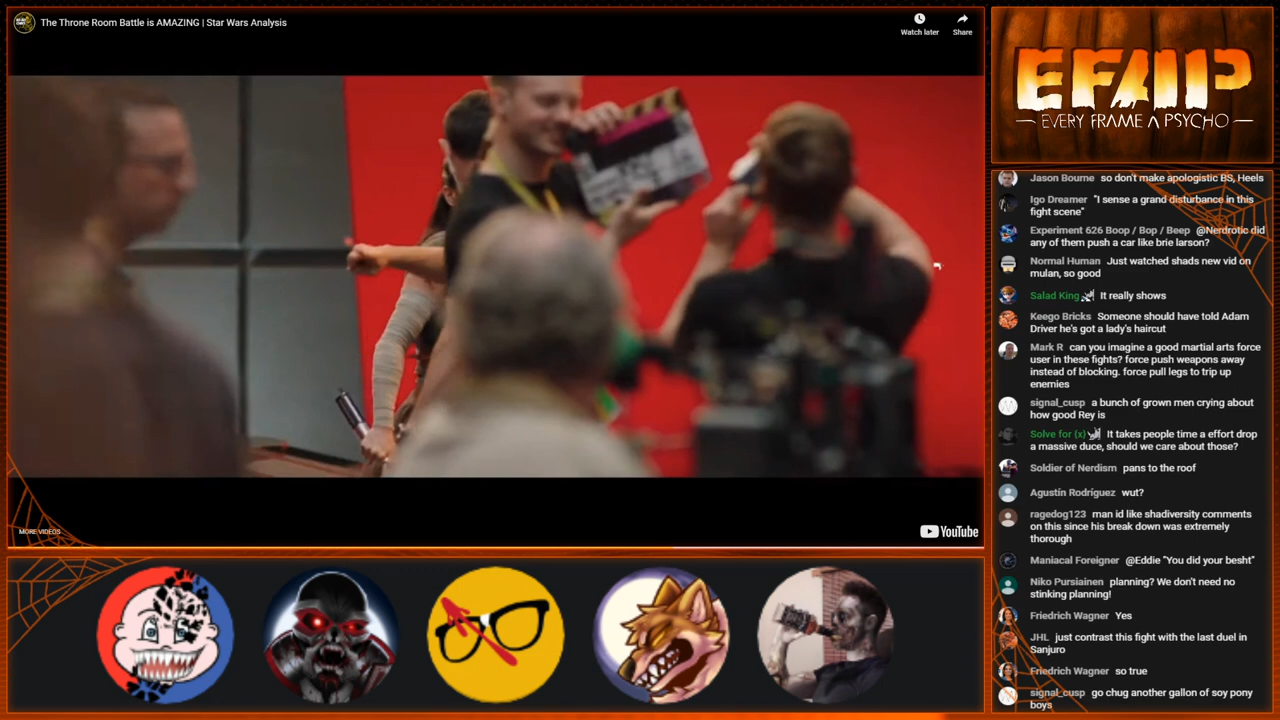 The Throne Room Battle is AMAZING | Star Wars Analysis
Watch later
Share
MORE VIDEOS
YouTube
EFAP
EVERY FRAME A PSYCHO
Jason Bourne so don't make apologistic BS, Heels
Igo Dreamer "I sense a grand disturbance in this
fight scene"
Experiment 626 Boop / Bop / Beep @Nerdrotic did
any of them push a car like brie larson?
Normal Human Just watched shads new vid on
mulan, so good
Salad King It really shows
Keego Bricks Someone should have told Adam
Driver he's got a lady's haircut
Mark R can you imagine a good martial arts force
user in these fights? force push weapons away
instead of blocking. force pull legs to trip up
enemies
signal_cusp a bunch of grown men crying about
how good Rey is
Solve for {x} It takes people time a effort drop
a massive duce, should we care about those?
Soldier of Nerdism pans to the roof
Agustín Rodríguez wut?
ragedog123 man id like shadiversity comments
on this since his break down was extremely
thorough
Maniacal Foreigner @Eddie "You did your besht"
Niko Pursiainen planning? We don't need no
stinking planning!
Friedrich Wagner Yes
JHL just contrast this fight with the last duel in
Sanjuro
Friedrich Wagner so true
signal_cusp go chug another gallon of soy pony
boys